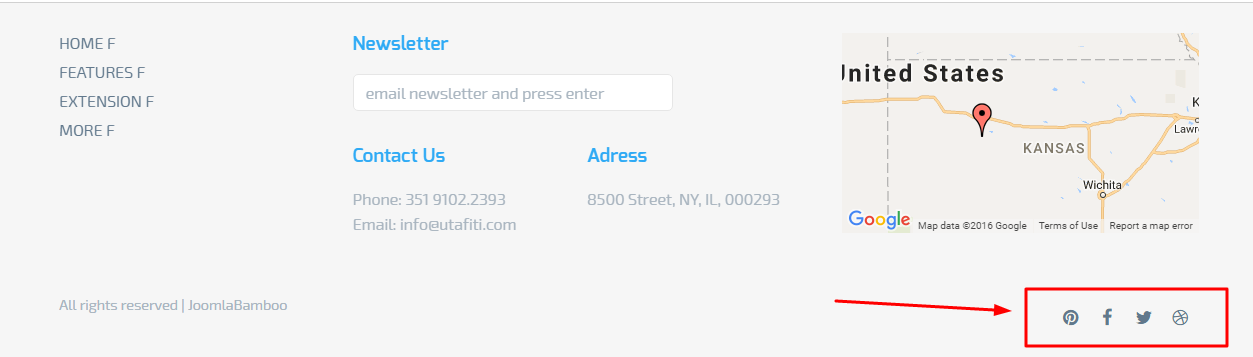 HOME F
FEATURES F
EXTENSION F
MORE F
Newsletter
email newsletter and press enter
Contact Us
Phone: 351 9102.2393
Email: info@utafiti.com
Adress
8500 Street, NY, IL, 000293
United States
KANSAS
Wichita
Google
Map data ©2016 Google
Terms of Use
Report a map error
All rights reserved | JoomlaBamboo